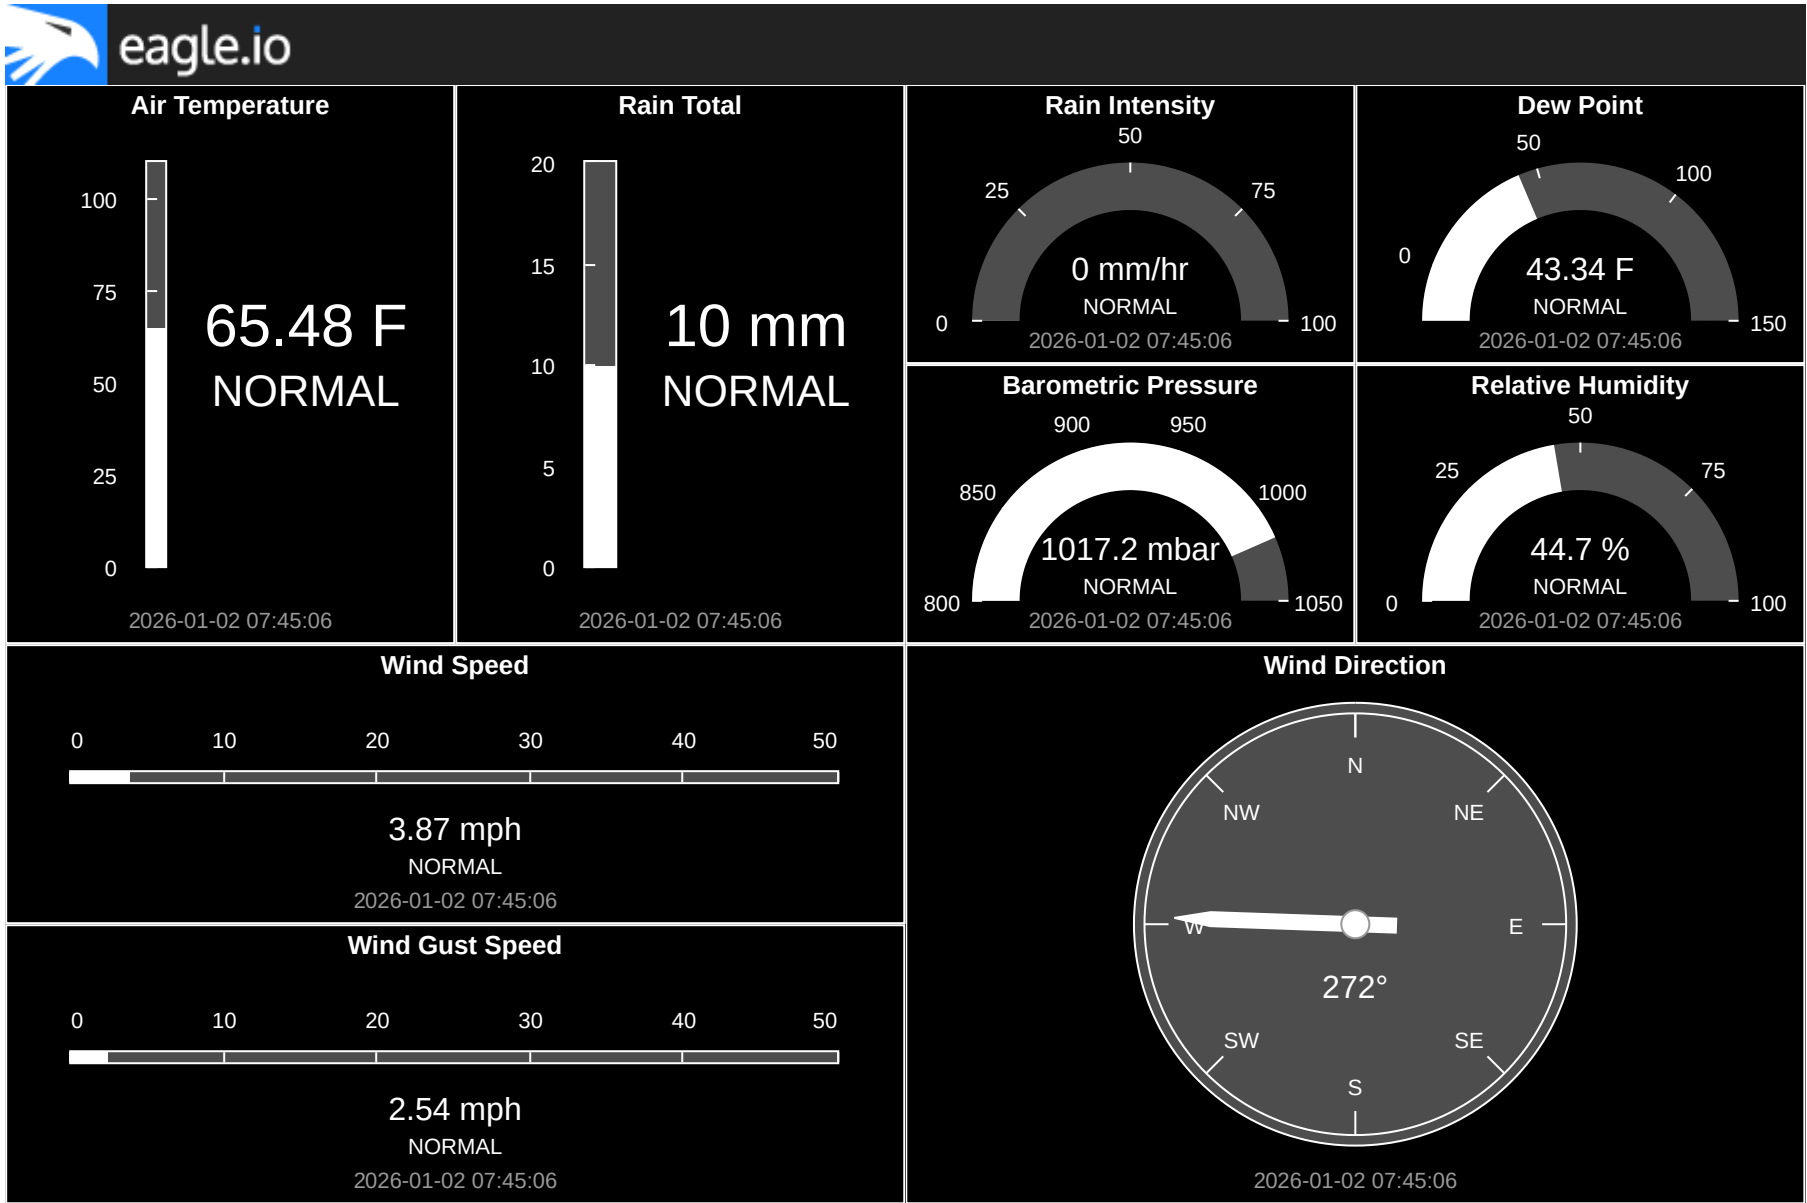 eagle.io
Air Temperature
100
75
50
25
0
65.48 F
NORMAL
2026-01-02 07:45:06
Rain Total
20
15
10
5
0
10 mm
NORMAL
2026-01-02 07:45:06
Rain Intensity
50
25
75
0
100
0 mm/hr
NORMAL
2026-01-02 07:45:06
Dew Point
50
100
0
150
43.34 F
NORMAL
2026-01-02 07:45:06
Barometric Pressure
900
950
850
1000
800
1050
1017.2 mbar
NORMAL
2026-01-02 07:45:06
Relative Humidity
50
25
75
0
100
44.7 %
NORMAL
2026-01-02 07:45:06
Wind Speed
0 10 20 30 40 50
3.87 mph
NORMAL
2026-01-02 07:45:06
Wind Gust Speed
0 10 20 30 40 50
2.54 mph
NORMAL
2026-01-02 07:45:06
Wind Direction
N
NW NE
W E
272°
SW SE
S
2026-01-02 07:45:06